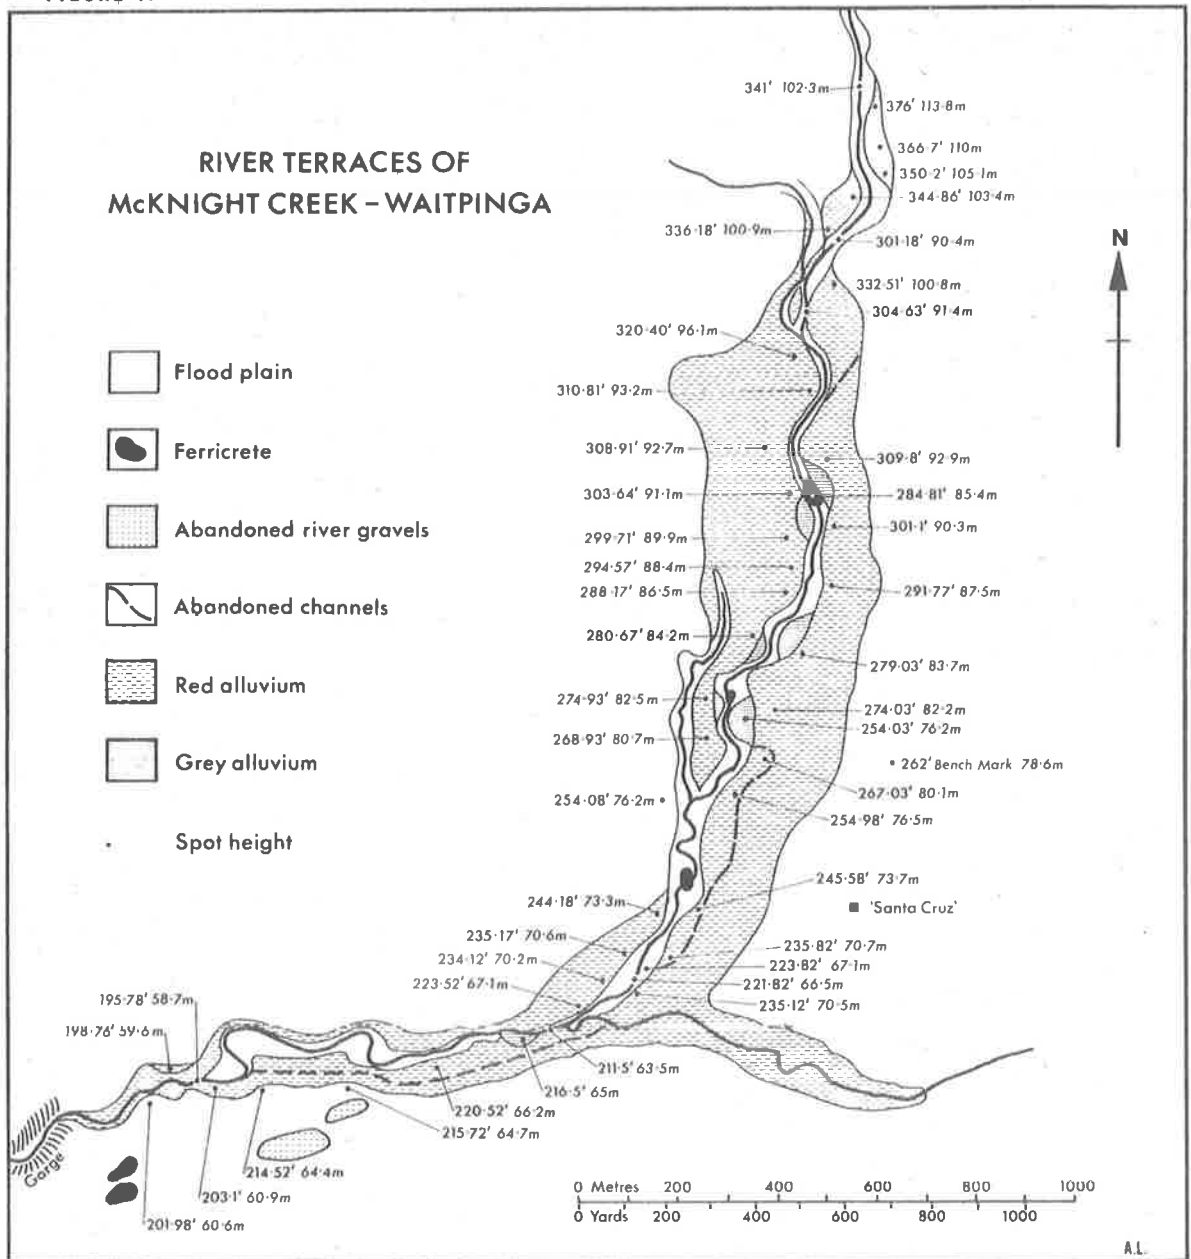 RIVER TERRACES OF
McKNIGHT CREEK – WAITPINGA
N
Flood plain
Ferricrete
Abandoned river gravels
Abandoned channels
Red alluvium
Grey alluvium
Spot height
341' 102·3m
376' 113·8m
366·7' 110m
350·2' 105·1m
344·86' 103·4m
336·18' 100·9m
301·18' 90·4m
332·51' 100·8m
304·63' 91·4m
320·40' 96·1m
310·81' 93·2m
308·91' 92·7m
309·8' 92·9m
303·64' 91·1m
284·81' 85·4m
301·1' 90·3m
299·71' 89·9m
294·57' 88·4m
288·17' 86·5m
291·77' 87·5m
280·67' 84·2m
279·03' 83·7m
274·93' 82·5m
274·03' 82·2m
254·03' 76·2m
268·93' 80·7m
262' Bench Mark 78·6m
267·03' 80·1m
254·08' 76·2m
254·98' 76·5m
245·58' 73·7m
244·18' 73·3m
'Santa Cruz'
235·17' 70·6m
235·82' 70·7m
234·12' 70·2m
223·82' 67·1m
223·52' 67·1m
221·82' 66·5m
235·12' 70·5m
195·78' 58·7m
198·76' 59·6m
211·5' 63·5m
216·5' 65m
220·52' 66·2m
215·72' 64·7m
214·52' 64·4m
203·1' 60·9m
201·98' 60·6m
Gorge
0 Metres 200 400 600 800 1000
0 Yards 200 400 600 800 1000
A.L.